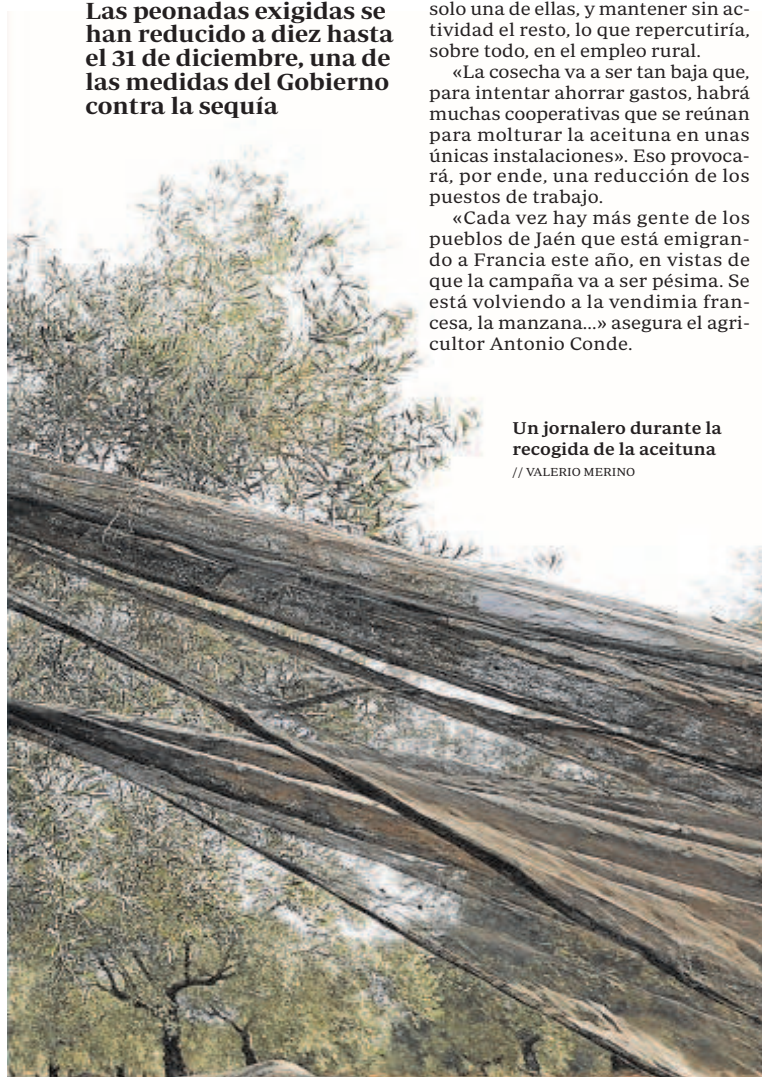 Las peonadas exigidas se
han reducido a diez hasta
el 31 de diciembre, una de
las medidas del Gobierno
contra la sequía
solo una de ellas, y mantener sin ac-
tividad el resto, lo que repercutiría,
sobre todo, en el empleo rural.
«La cosecha va a ser tan baja que,
para intentar ahorrar gastos, habrá
muchas cooperativas que se reúnan
para molturar la aceituna en unas
únicas instalaciones». Eso provoca-
rá, por ende, una reducción de los
puestos de trabajo.
«Cada vez hay más gente de los
pueblos de Jaén que está emigran-
do a Francia este año, en vistas de
que la campaña va a ser pésima. Se
está volviendo a la vendimia fran-
cesa, la manzana...» asegura el agri-
cultor Antonio Conde.
Un jornalero durante la
recogida de la aceituna
// VALERIO MERINO